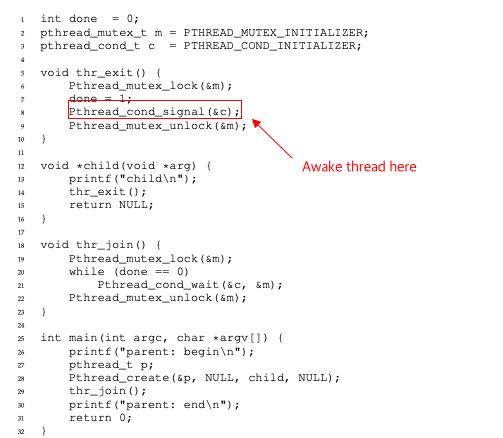 1 int done  = 0;
2 pthread_mutex_t m = PTHREAD_MUTEX_INITIALIZER;
3 pthread_cond_t c  = PTHREAD_COND_INITIALIZER;
4
5 void thr_exit() {
6     Pthread_mutex_lock(&m);
7     done = 1;
8     Pthread_cond_signal(&c);
9     Pthread_mutex_unlock(&m);
10 }
11
Awake thread here
12 void *child(void *arg) {
13     printf("child\n");
14     thr_exit();
15     return NULL;
16 }
17
18 void thr_join() {
19     Pthread_mutex_lock(&m);
20     while (done == 0)
21         Pthread_cond_wait(&c, &m);
22     Pthread_mutex_unlock(&m);
23 }
24
25 int main(int argc, char *argv[]) {
26     printf("parent: begin\n");
27     pthread_t p;
28     Pthread_create(&p, NULL, child, NULL);
29     thr_join();
30     printf("parent: end\n");
31     return 0;
32 }